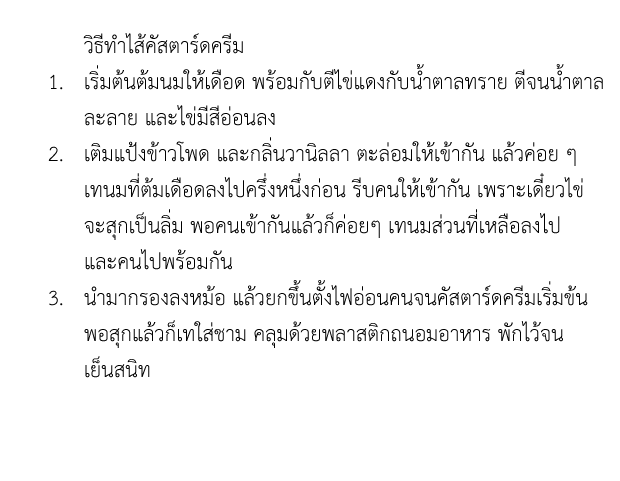 วิธีทำไส้คัสตาร์ดครีม
1. เริ่มต้นต้มนมให้เดือด พร้อมกับตีไข่แดงกับน้ำตาลทราย ตีจนน้ำตาล
ละลาย และไข่มีสีอ่อนลง
2. เติมแป้งข้าวโพด และกลิ่นวานิลลา ตะล่อมให้เข้ากัน แล้วค่อย ๆ
เทนมที่ต้มเดือดลงไปครึ่งหนึ่งก่อน รีบคนให้เข้ากัน เพราะเดี๋ยวไข่
จะสุกเป็นลิ่ม พอคนเข้ากันแล้วก็ค่อยๆ เทนมส่วนที่เหลือลงไป
และคนไปพร้อมกัน
3. นำมากรองลงหม้อ แล้วยกขึ้นตั้งไฟอ่อนคนจนคัสตาร์ดครีมเริ่มข้น
พอสุกแล้วก็เทใส่ชาม คลุมด้วยพลาสติกถนอมอาหาร พักไว้จน
เย็นสนิท